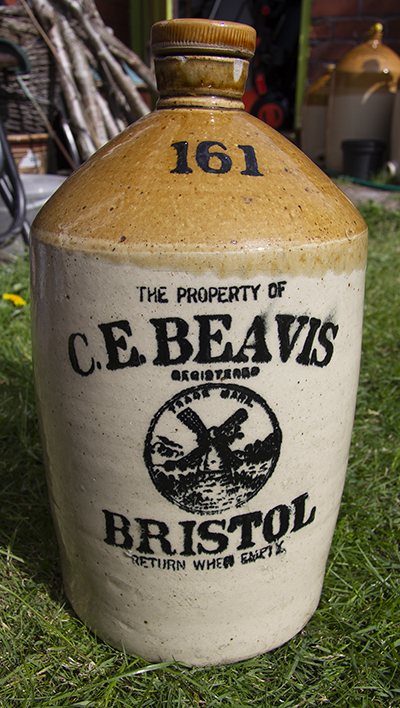 161
THE PROPERTY OF
C.E. BEAVIS
REGISTERED
TRADE MARK
BRISTOL
RETURN WHEN EMPTY.